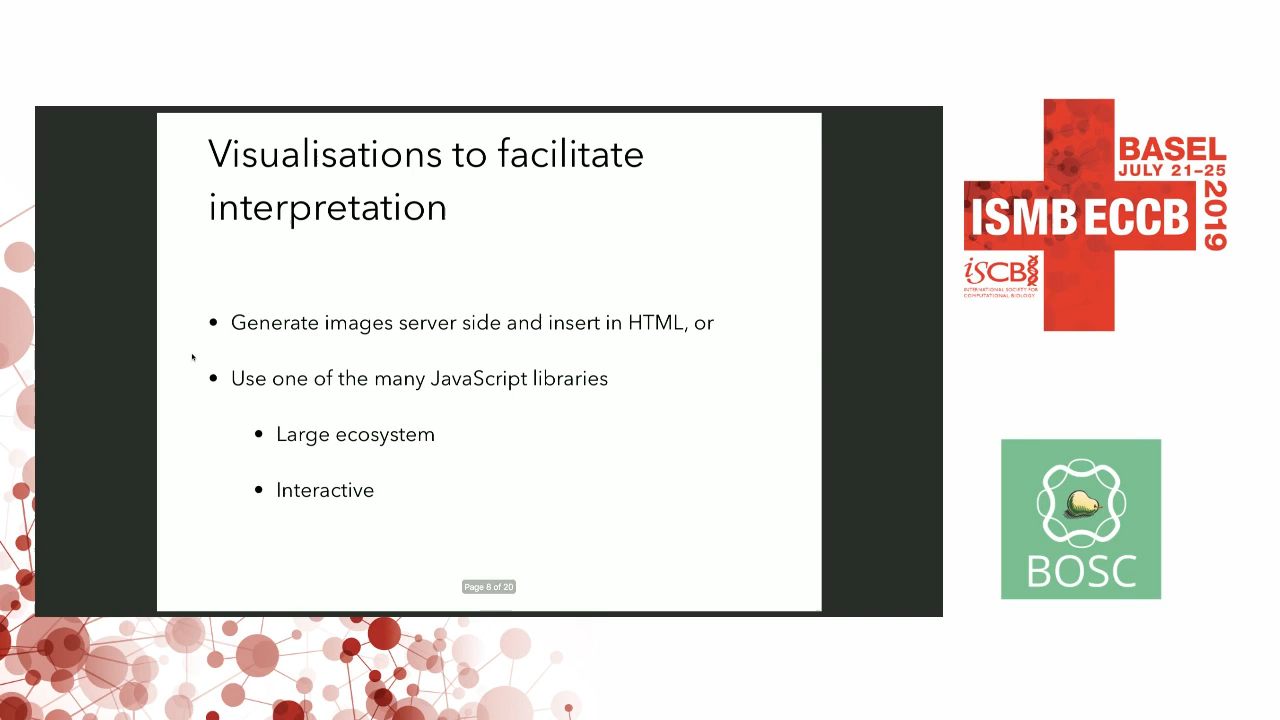 Visualisations to facilitate
interpretation
• Generate images server side and insert in HTML, or
• Use one of the many JavaScript libraries
• Large ecosystem
• Interactive
Page 8 of 20
BASEL
JULY 21–25
2019
ISMB ECCB
iSCB
INTERNATIONAL SOCIETY FOR
COMPUTATIONAL BIOLOGY
BOSC